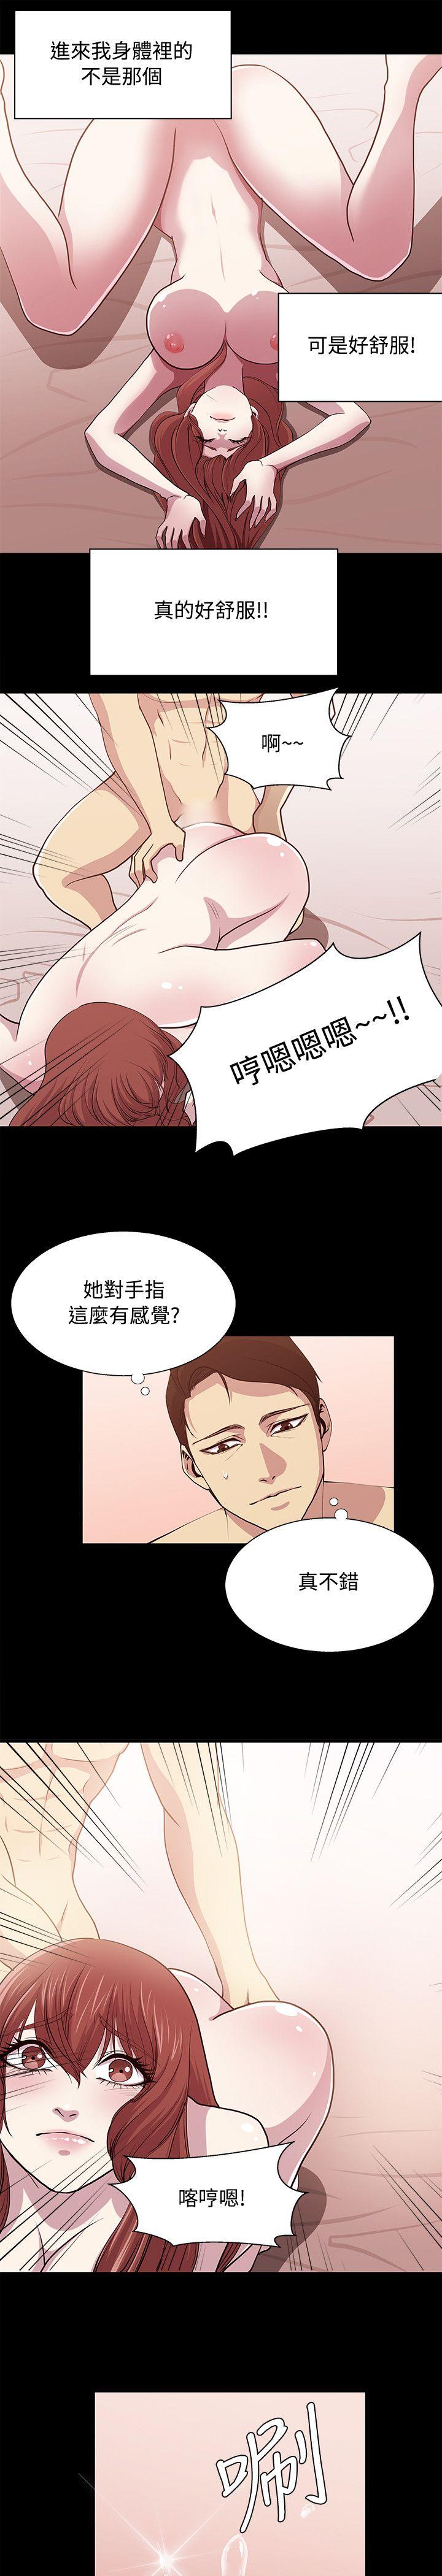 進來我身體裡的
不是那個
可是好舒服!
真的好舒服!!
啊~~
哼嗯嗯嗯~~!!
她對手指
這麼有感覺?
真不錯
喀哼嗯!
唰